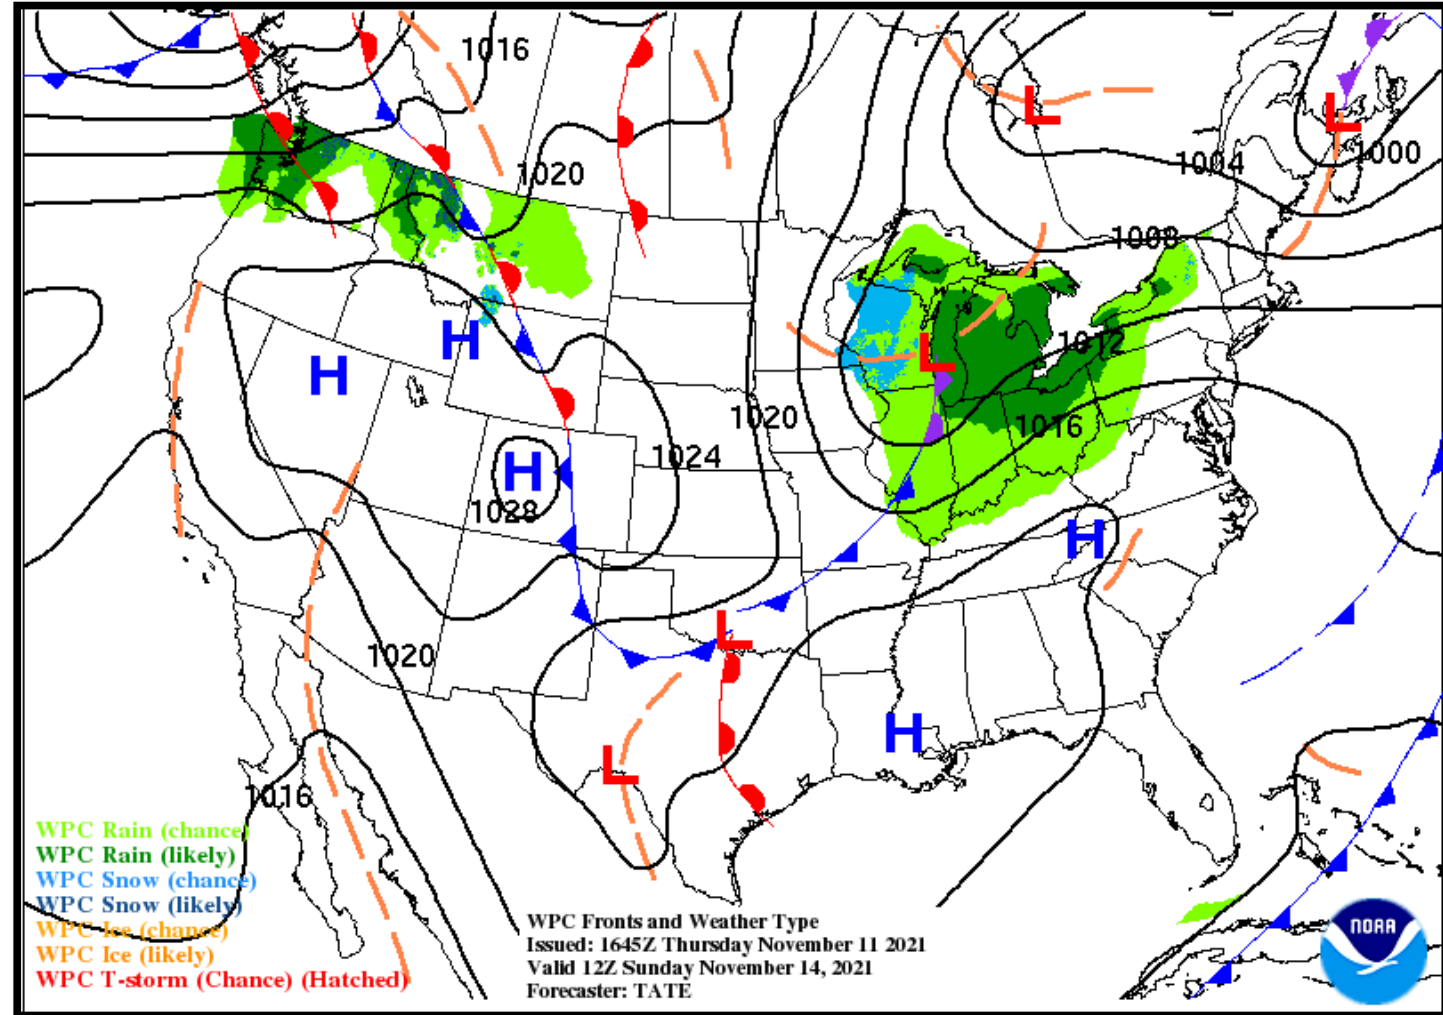 1016
1020
1004
1000
1008
1012
1020
1016
1024
1028
1020
1016
H
H
H
H
H
L
L
L
L
L
WPC Rain (chance)
WPC Rain (likely)
WPC Snow (chance)
WPC Snow (likely)
WPC Ice (chance)
WPC Ice (likely)
WPC T-storm (Chance) (Hatched)
WPC Fronts and Weather Type
Issued: 1645Z Thursday November 11 2021
Valid 12Z Sunday November 14, 2021
Forecaster: TATE
NOAA